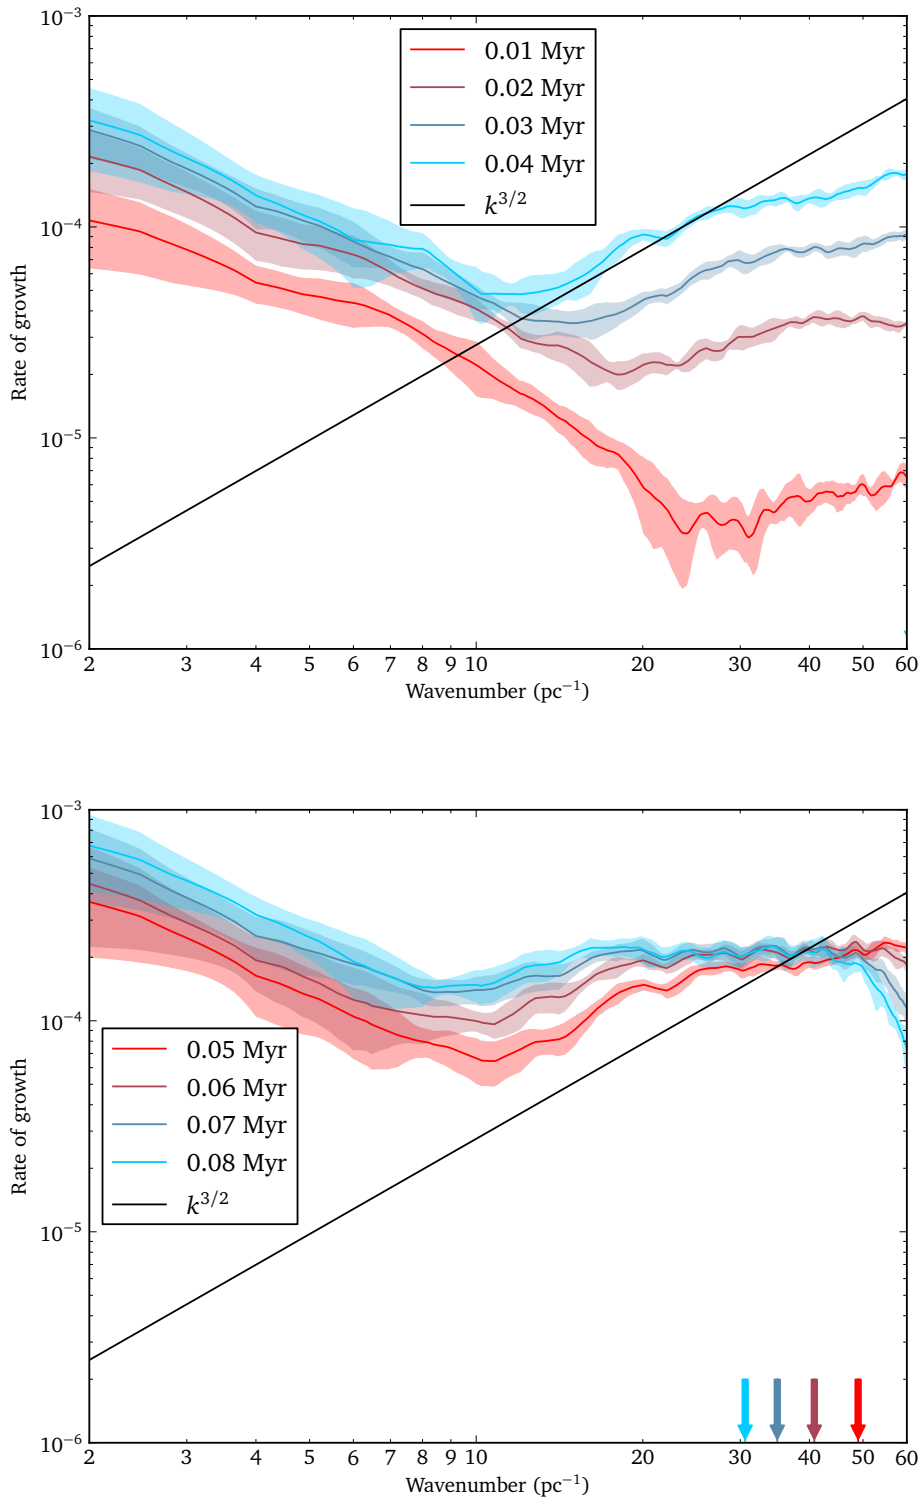 10⁻³
0.01 Myr
0.02 Myr
0.03 Myr
0.04 Myr
k³/²
10⁻⁴
Rate of growth
10⁻⁵
10⁻⁶
2 3 4 5 6 7 8 9 10 20 30 40 50 60
Wavenumber (pc⁻¹)
10⁻³
10⁻⁴
0.05 Myr
0.06 Myr
0.07 Myr
0.08 Myr
k³/²
Rate of growth
10⁻⁵
10⁻⁶
2 3 4 5 6 7 8 9 10 20 30 40 50 60
Wavenumber (pc⁻¹)